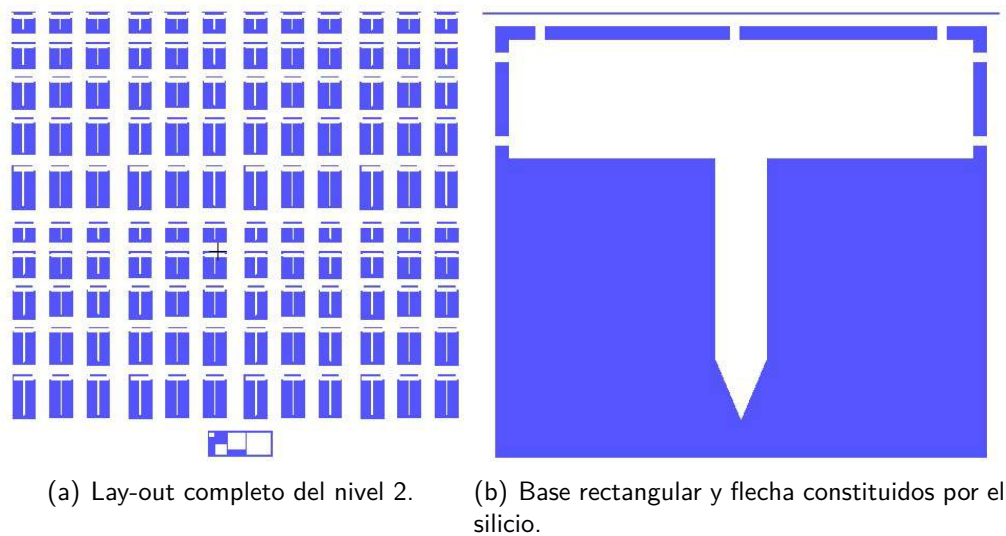 (a) Lay-out completo del nivel 2.
(b) Base rectangular y flecha constituidos por el
silicio.